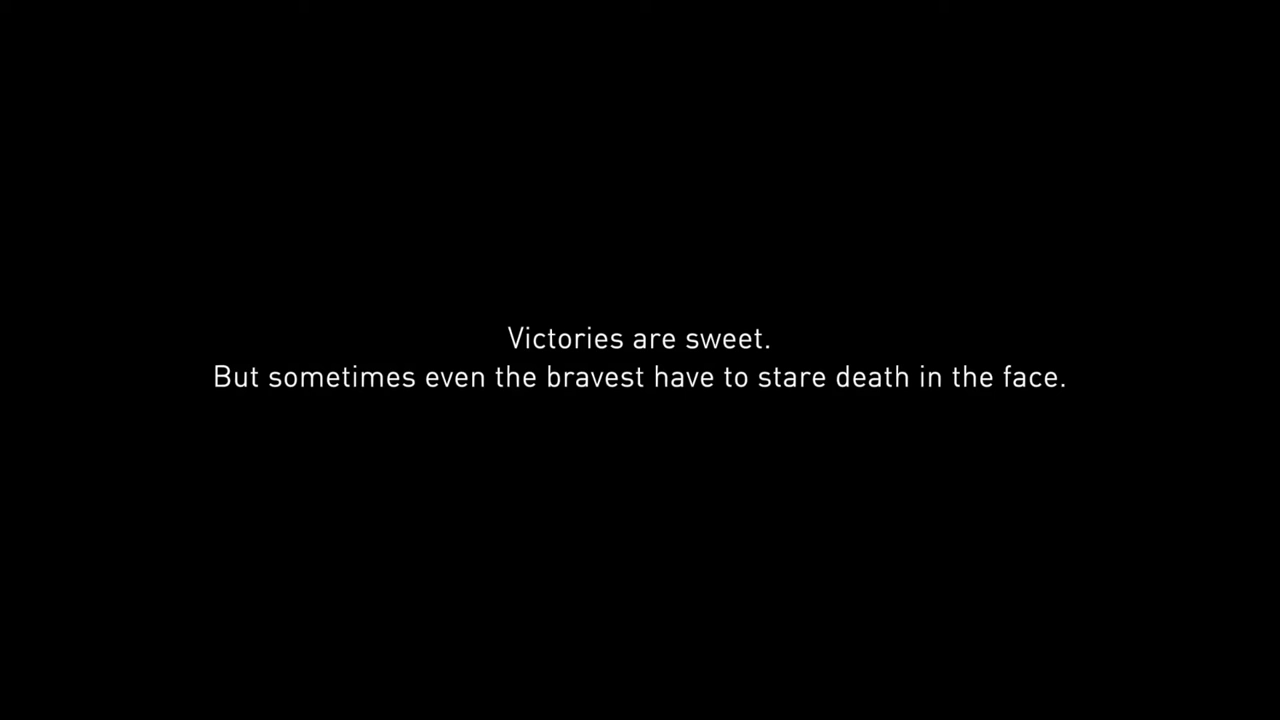 Victories are sweet.
But sometimes even the bravest have to stare death in the face.